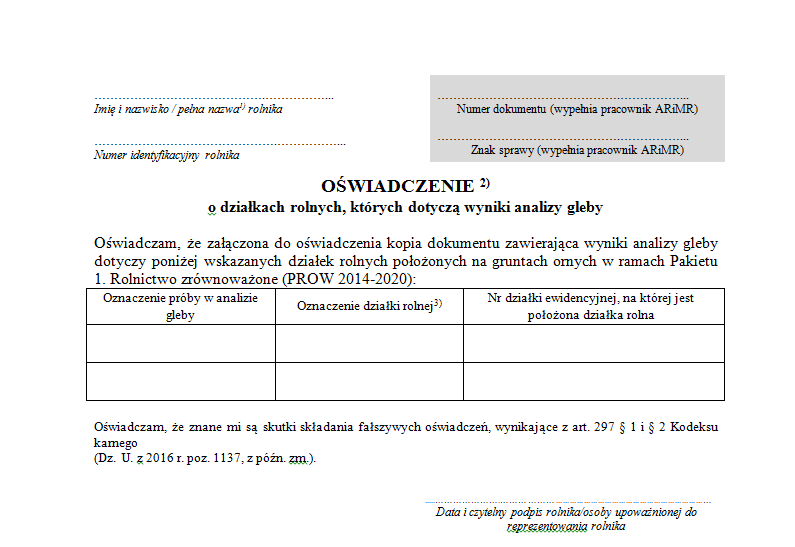 Imię i nazwisko / pełna nazwa1) rolnika
Numer dokumentu (wypełnia pracownik ARiMR)
Numer identyfikacyjny rolnika
Znak sprawy (wypełnia pracownik ARiMR)
OŚWIADCZENIE 2)
o działkach rolnych, których dotyczą wyniki analizy gleby
Oświadczam, że załączona do oświadczenia kopia dokumentu zawierająca wyniki analizy gleby
dotyczy poniżej wskazanych działek rolnych położonych na gruntach ornych w ramach Pakietu
1. Rolnictwo zrównoważone (PROW 2014-2020):
Oznaczenie próby w analizie
gleby
Oznaczenie działki rolnej3)
Nr działki ewidencyjnej, na której jest
położona działka rolna
Oświadczam, że znane mi są skutki składania fałszywych oświadczeń, wynikające z art. 297 § 1 i § 2 Kodeksu
karnego
(Dz. U. z 2016 r. poz. 1137, z późn. zm.).
Data i czytelny podpis rolnika/osoby upoważnionej do
reprezentowania rolnika